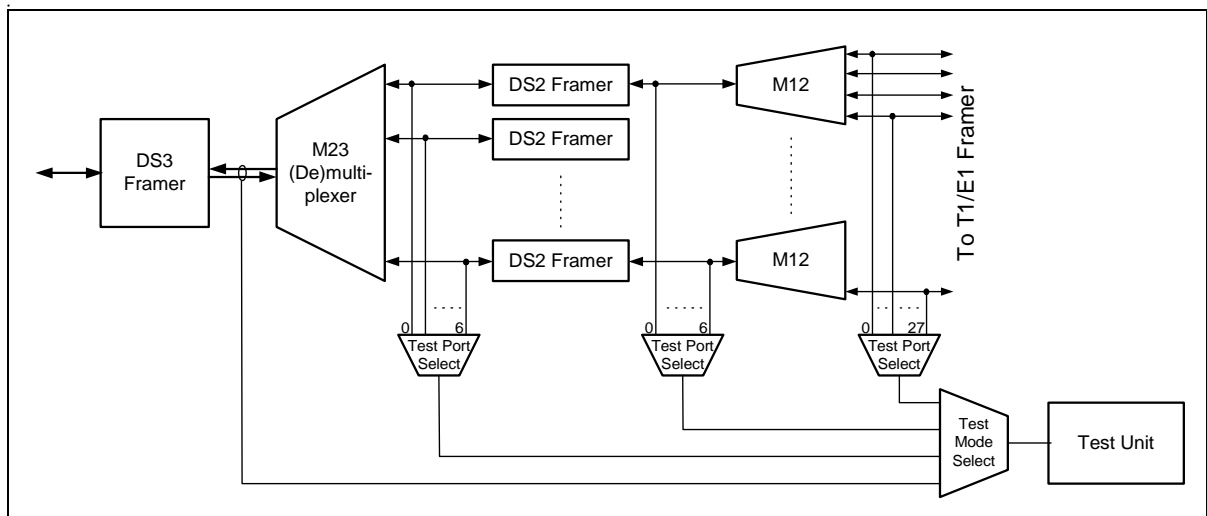 .
DS3
Framer
M23
(De)multi-
plexer
DS2 Framer
DS2 Framer
DS2 Framer
M12
M12
To T1/E1 Framer
0
6
Test Port
Select
0
6
Test Port
Select
0
27
Test Port
Select
Test
Mode
Select
Test Unit